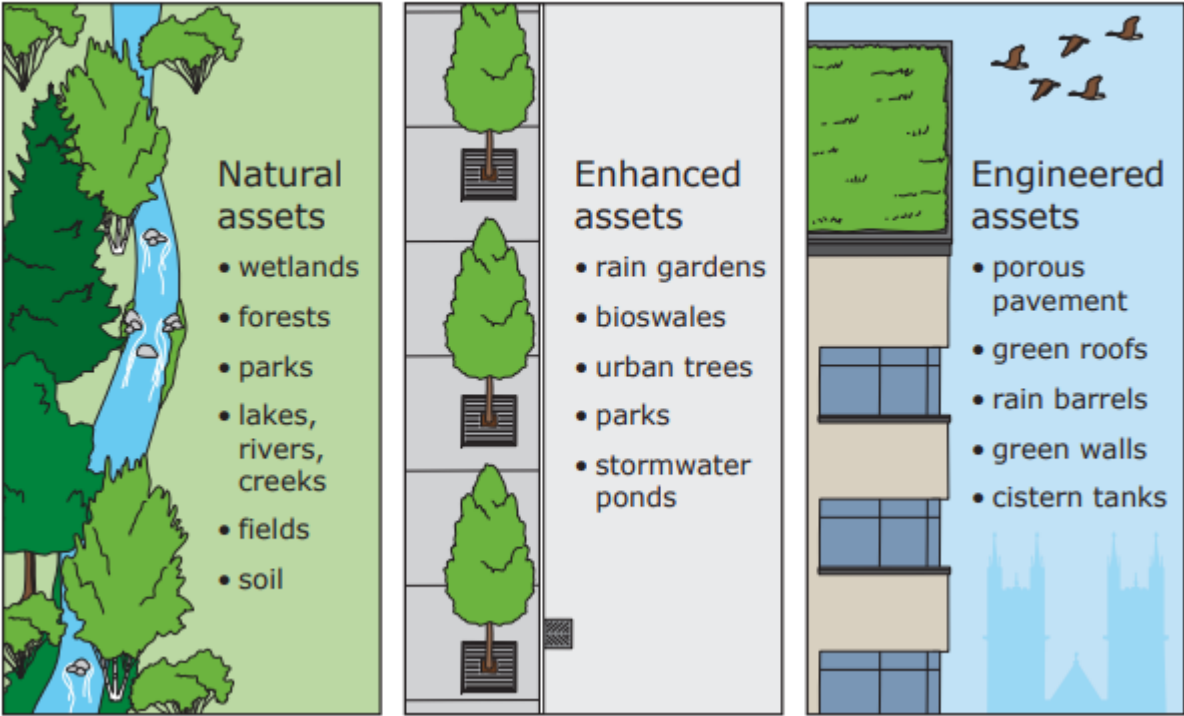 Natural
assets
• wetlands
• forests
• parks
• lakes,
rivers,
creeks
• fields
• soil
Enhanced
assets
• rain gardens
• bioswales
• urban trees
• parks
• stormwater
ponds
Engineered
assets
• porous
pavement
• green roofs
• rain barrels
• green walls
• cistern tanks